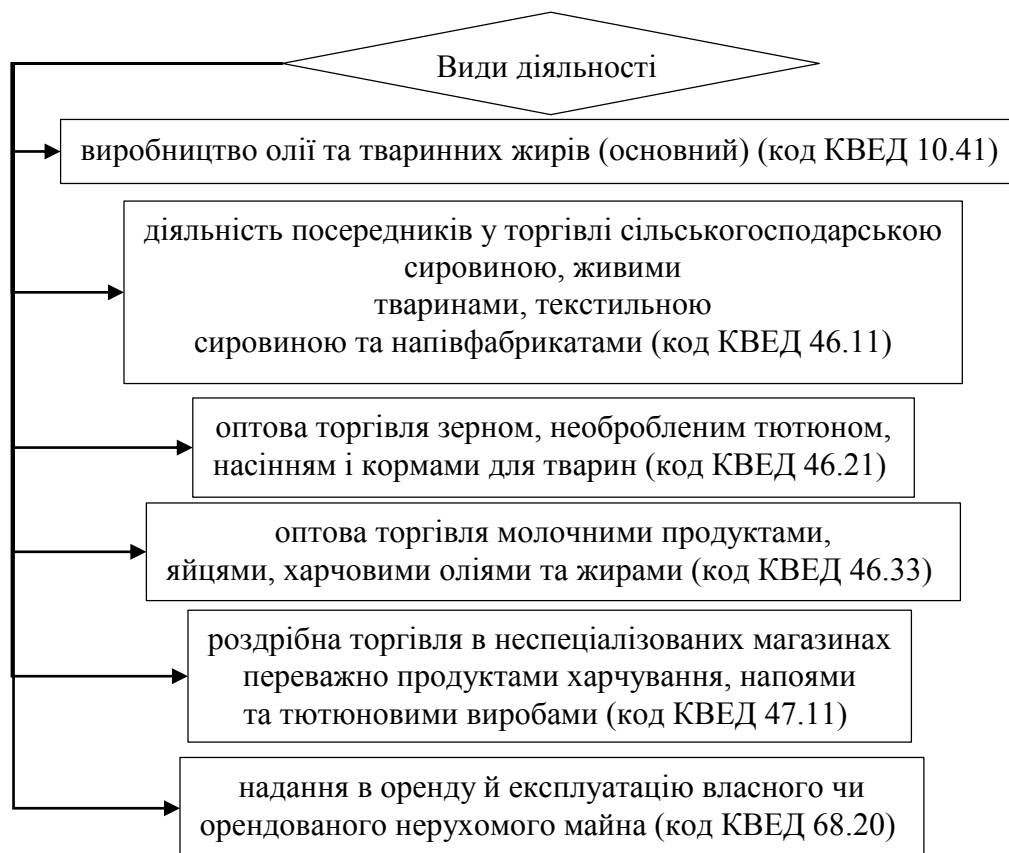 Види діяльності
виробництво олії та тваринних жирів (основний) (код КВЕД 10.41)
діяльність посередників у торгівлі сільськогосподарською
сировиною, живими
тваринами, текстильною
сировиною та напівфабрикатами (код КВЕД 46.11)
оптова торгівля зерном, необробленим тютюном,
насінням і кормами для тварин (код КВЕД 46.21)
оптова торгівля молочними продуктами,
яйцями, харчовими оліями та жирами (код КВЕД 46.33)
роздрібна торгівля в неспеціалізованих магазинах
переважно продуктами харчування, напоями
та тютюновими виробами (код КВЕД 47.11)
надання в оренду й експлуатацію власного чи
орендованого нерухомого майна (код КВЕД 68.20)